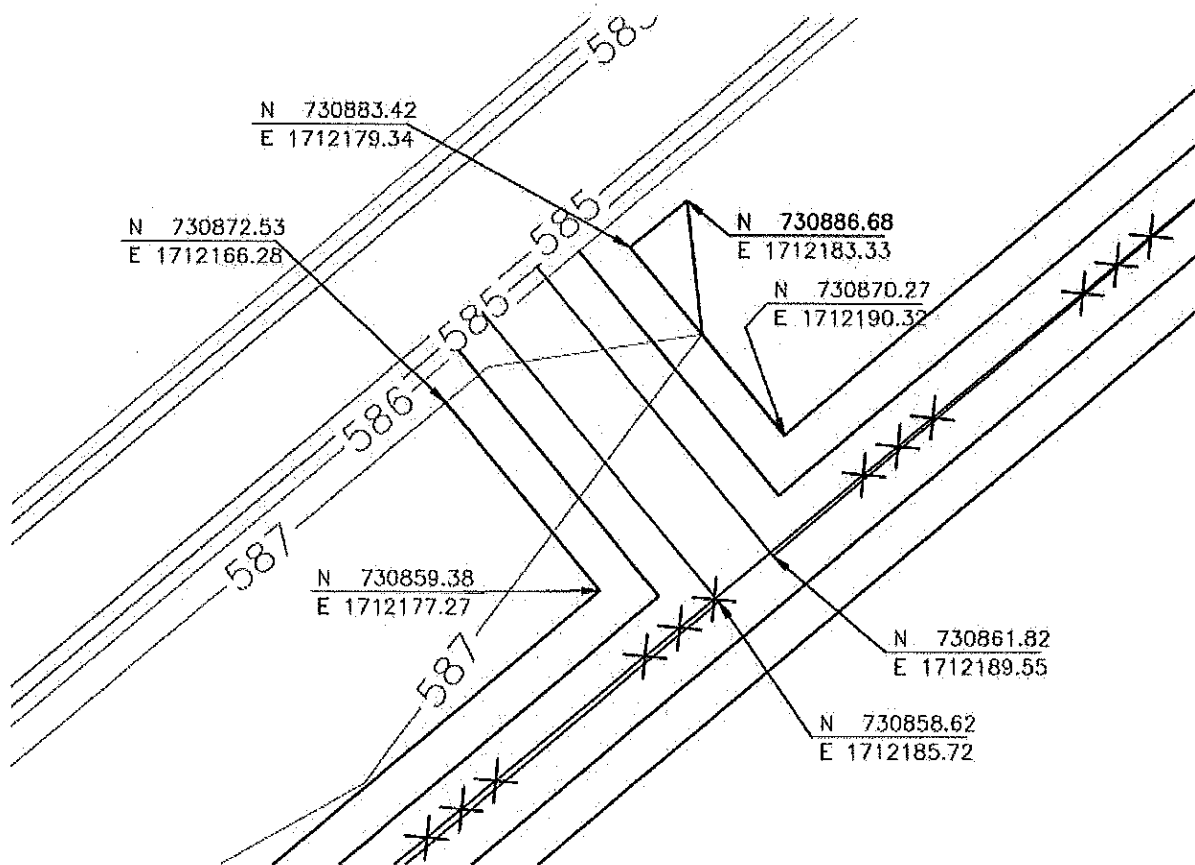 585
N 730883.42
E 1712179.34
N 730872.53
E 1712166.28
585
N 730886.68
E 1712183.33
N 730870.27
E 1712190.32
585
586
587
N 730859.38
E 1712177.27
587
N 730861.82
E 1712189.55
N 730858.62
E 1712185.72